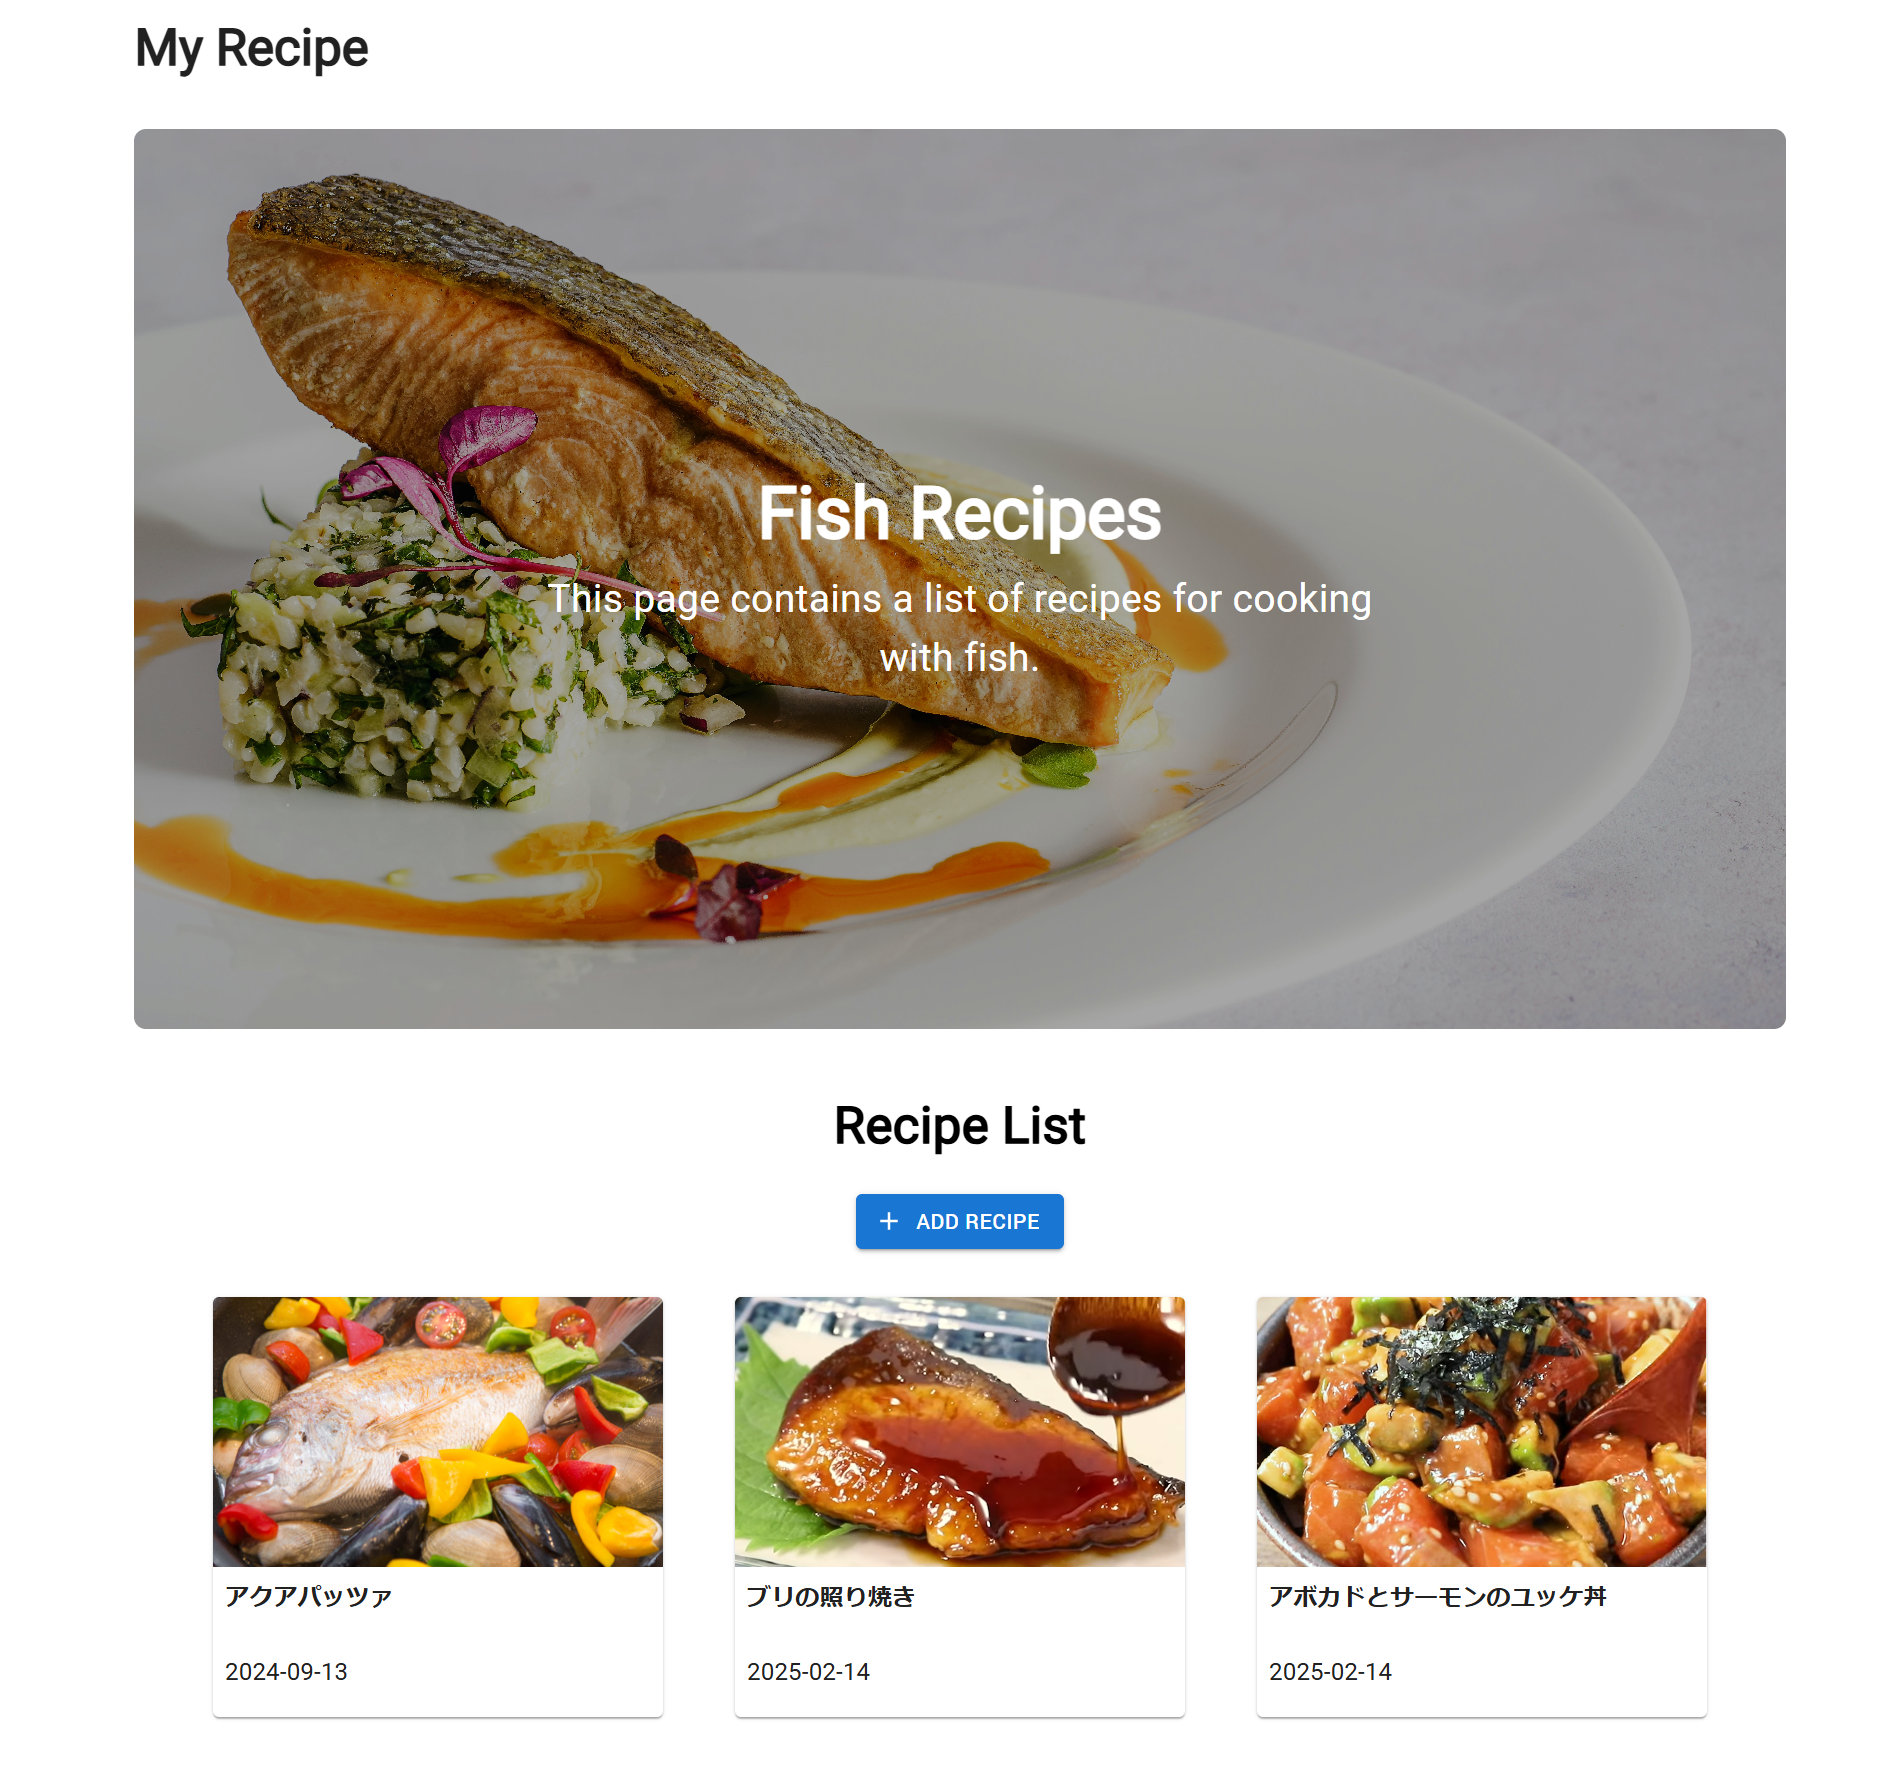 My Recipe
Fish Recipes
This page contains a list of recipes for cooking
with fish.
Recipe List
ADD RECIPE
アクアパッツァ
2024-09-13
ブリの照り焼き
2025-02-14
アボカドとサーモンのユッケ丼
2025-02-14